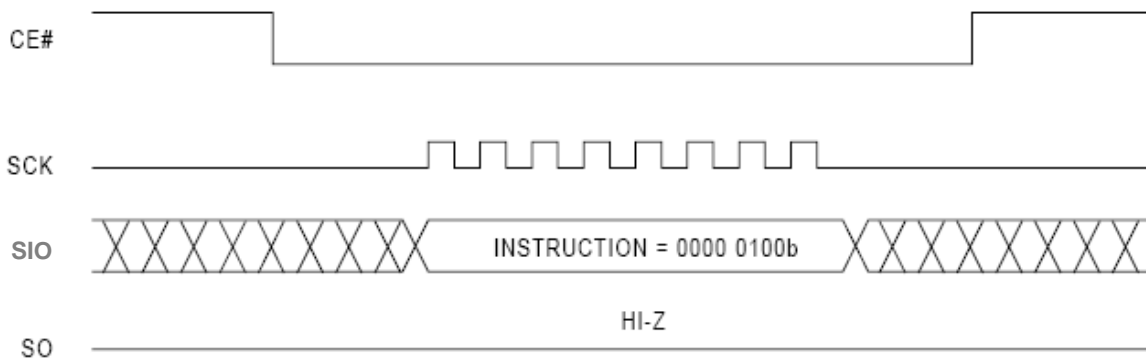 CE#
SCK
SIO
INSTRUCTION = 0000 0100b
HI-Z
SO